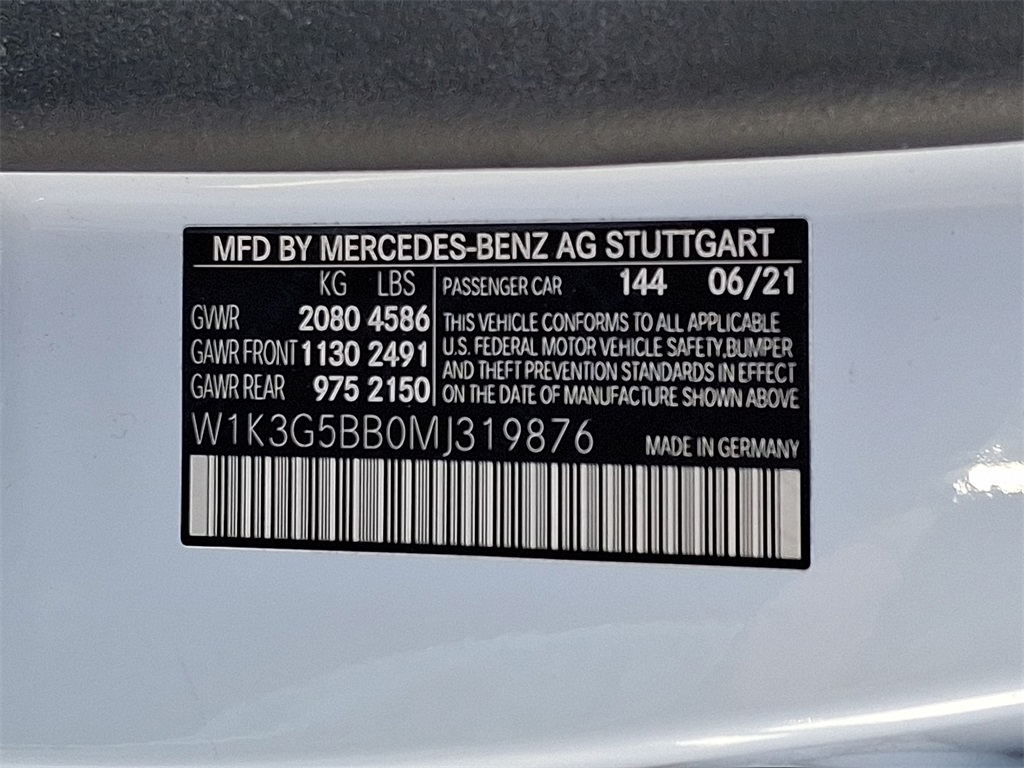 MFD BY MERCEDES-BENZ AG STUTTGART
KG LBS
GVWR 2080 4586
GAWR FRONT 1130 2491
GAWR REAR 975 2150
PASSENGER CAR 144 06/21
THIS VEHICLE CONFORMS TO ALL APPLICABLE
U.S. FEDERAL MOTOR VEHICLE SAFETY,BUMPER
AND THEFT PREVENTION STANDARDS IN EFFECT
ON THE DATE OF MANUFACTURE SHOWN ABOVE
W1K3G5BB0MJ319876
MADE IN GERMANY